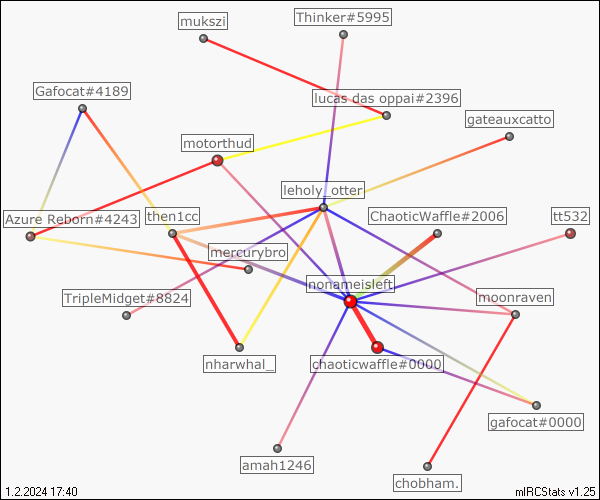 mukszi
Thinker#5995
Gafocat#4189
lucas das oppai#2396
gateauxcatto
motorthud
leholy_otter
Azure Reborn#4243
then1cc
ChaoticWaffle#2006
tt532
mercurybro
nonameisleft
TripleMidget#8824
moonraven
nharwhal_
chaoticwaffle#0000
gafocat#0000
amah1246
chobham.
1.2.2024 17:40
mIRCStats v1.25